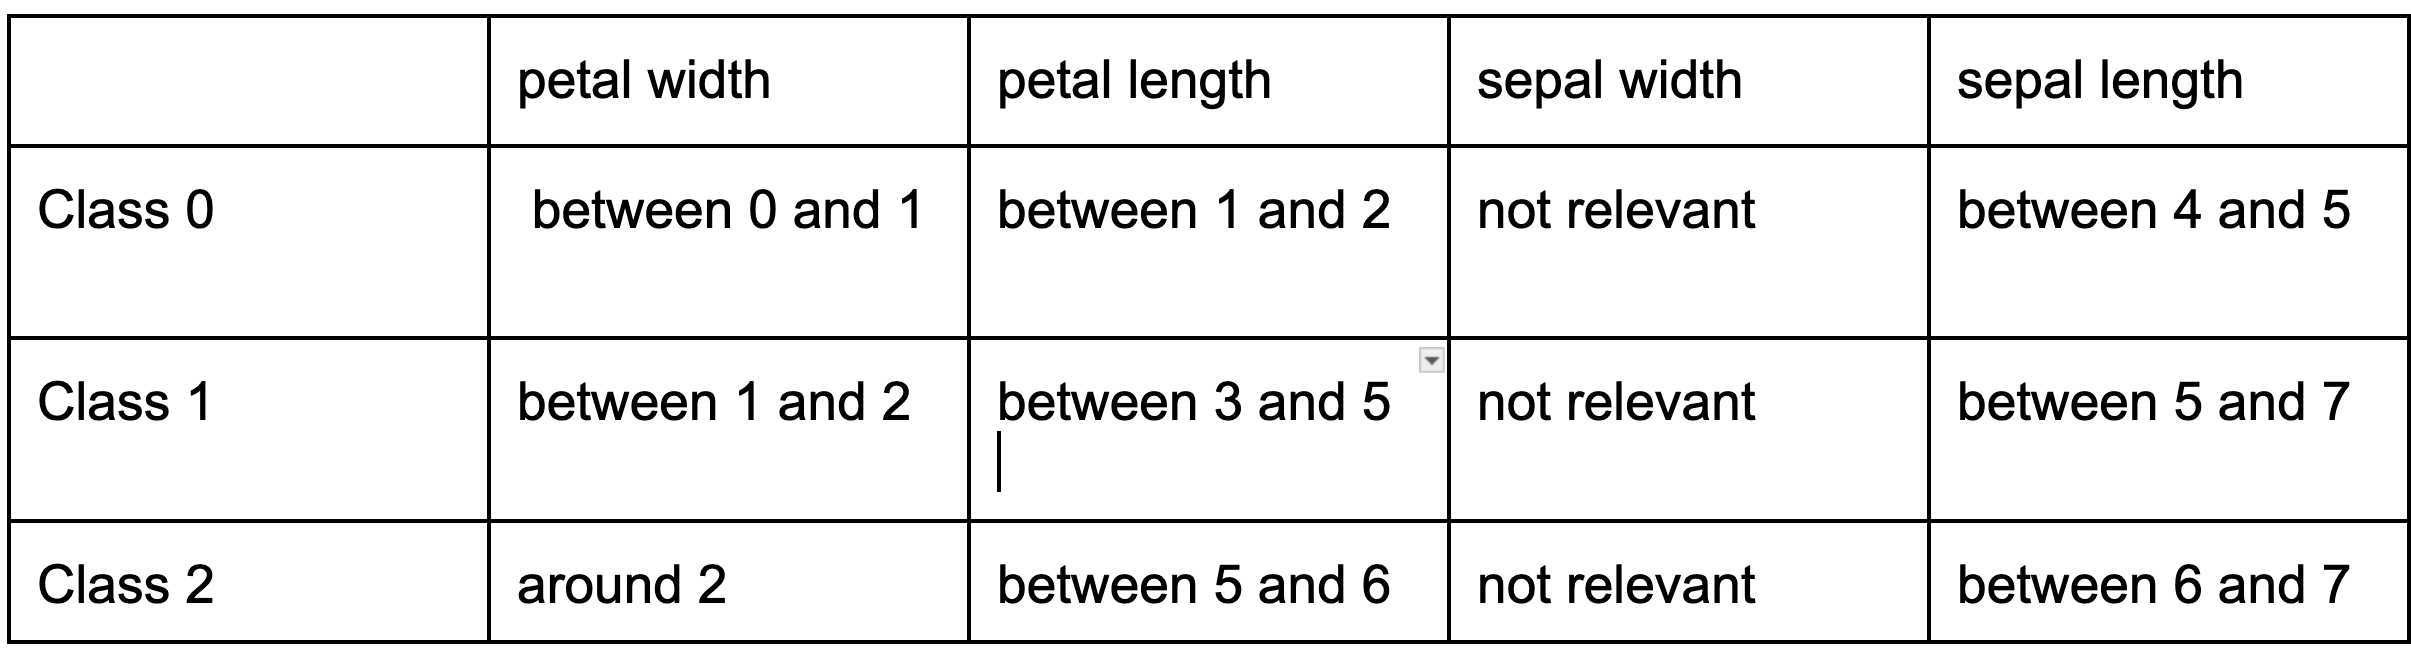 petal width petal length sepal width sepal length
Class 0 between 0 and 1 between 1 and 2 not relevant between 4 and 5
Class 1 between 1 and 2 between 3 and 5 not relevant between 5 and 7
Class 2 around 2 between 5 and 6 not relevant between 6 and 7